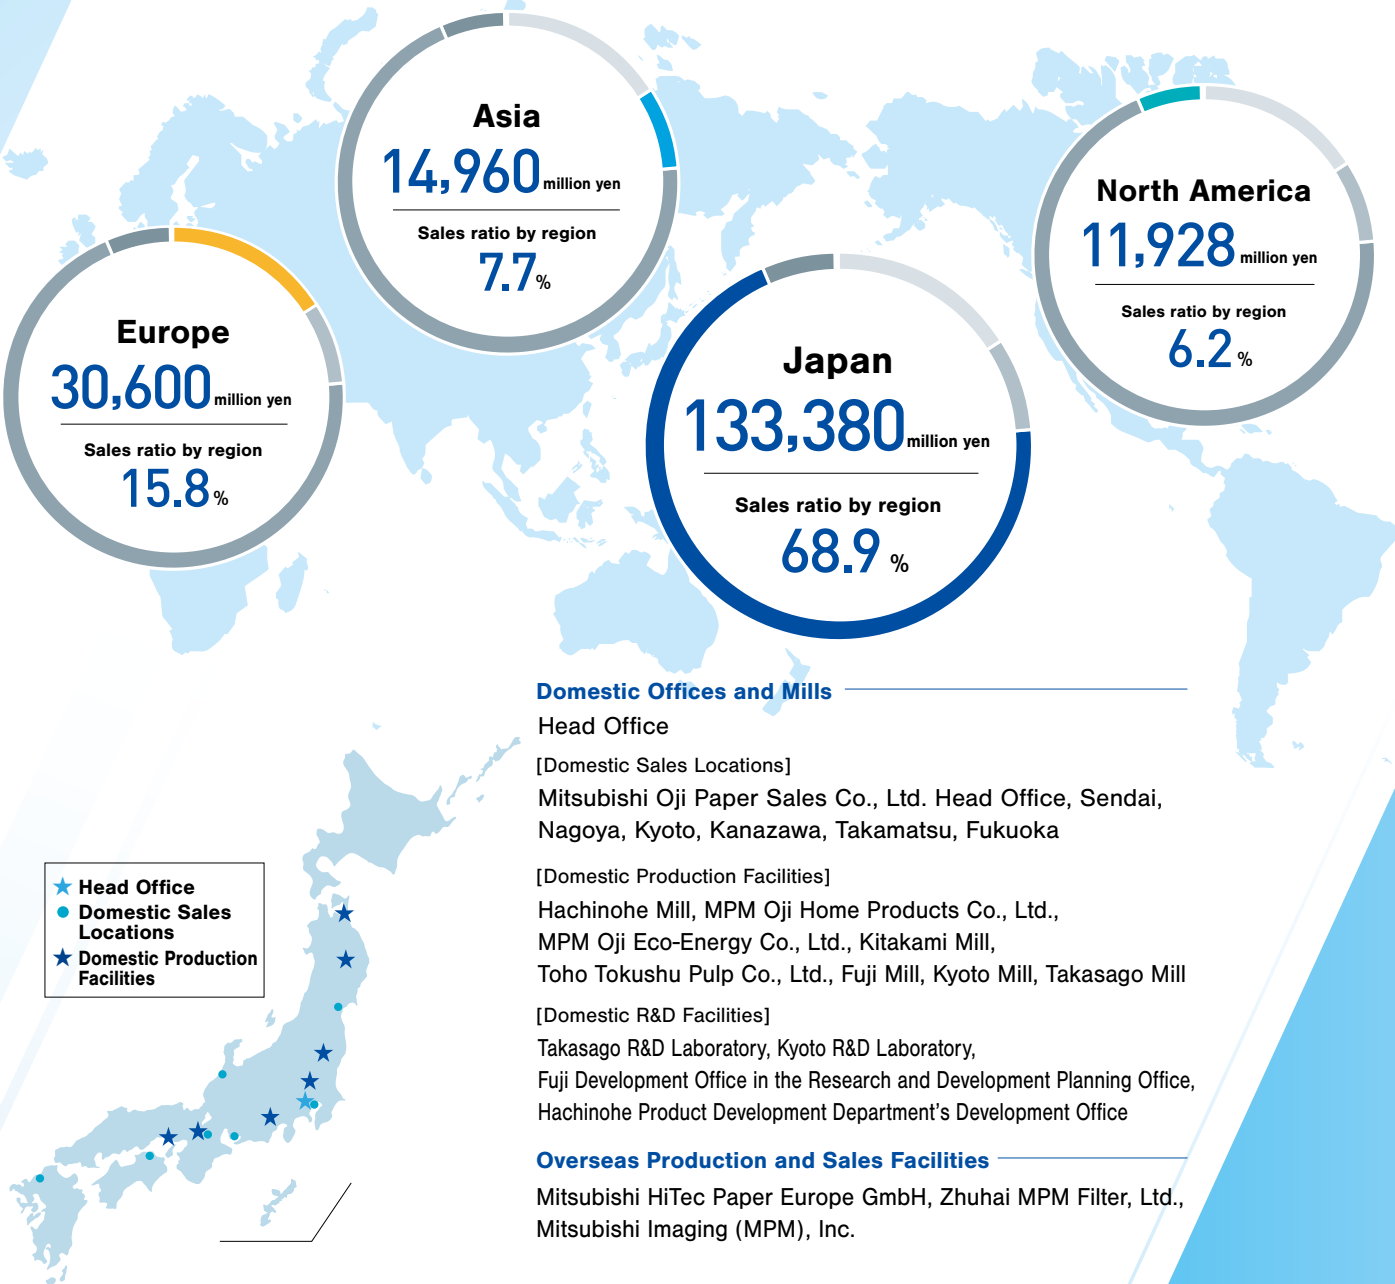 Asia
14,960 million yen
Sales ratio by region
7.7%
North America
11,928 million yen
Sales ratio by region
6.2%
Europe
30,600 million yen
Sales ratio by region
15.8%
Japan
133,380 million yen
Sales ratio by region
68.9 %
Domestic Offices and Mills
Head Office
[Domestic Sales Locations]
Mitsubishi Oji Paper Sales Co., Ltd. Head Office, Sendai,
Nagoya, Kyoto, Kanazawa, Takamatsu, Fukuoka
[Domestic Production Facilities]
Hachinohe Mill, MPM Oji Home Products Co., Ltd.,
MPM Oji Eco-Energy Co., Ltd., Kitakami Mill,
Toho Tokushu Pulp Co., Ltd., Fuji Mill, Kyoto Mill, Takasago Mill
[Domestic R&D Facilities]
Takasago R&D Laboratory, Kyoto R&D Laboratory,
Fuji Development Office in the Research and Development Planning Office,
Hachinohe Product Development Department's Development Office
Overseas Production and Sales Facilities
Mitsubishi HiTec Paper Europe GmbH, Zhuhai MPM Filter, Ltd.,
Mitsubishi Imaging (MPM), Inc.
Head Office
Domestic Sales
Locations
Domestic Production
Facilities